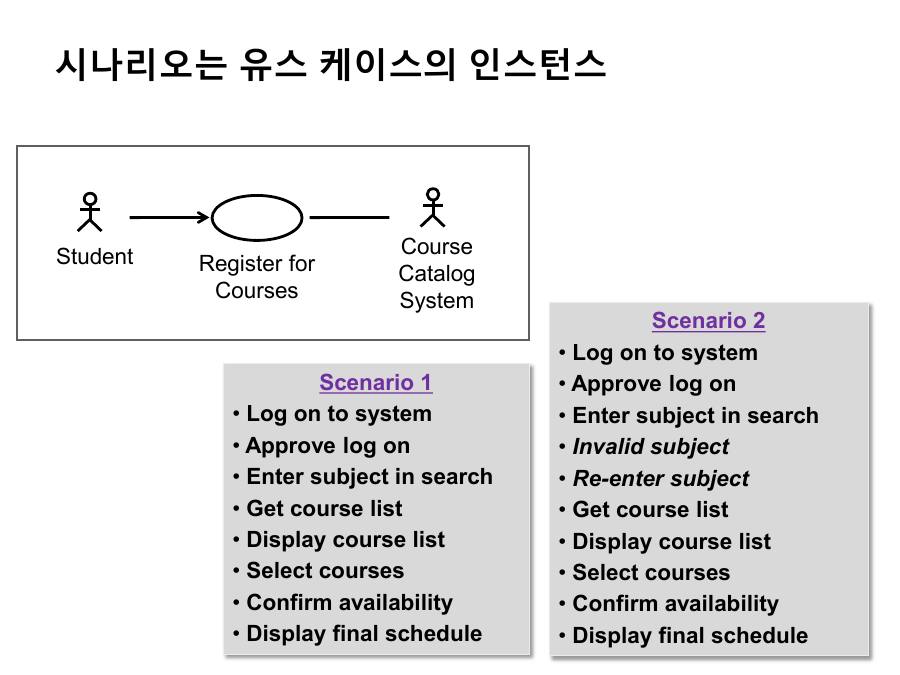 시나리오는 유스 케이스의 인스턴스
Student
Register for
Courses
Course
Catalog
System
Scenario 1
• Log on to system
• Approve log on
• Enter subject in search
• Get course list
• Display course list
• Select courses
• Confirm availability
• Display final schedule
Scenario 2
• Log on to system
• Approve log on
• Enter subject in search
• Invalid subject
• Re-enter subject
• Get course list
• Display course list
• Select courses
• Confirm availability
• Display final schedule